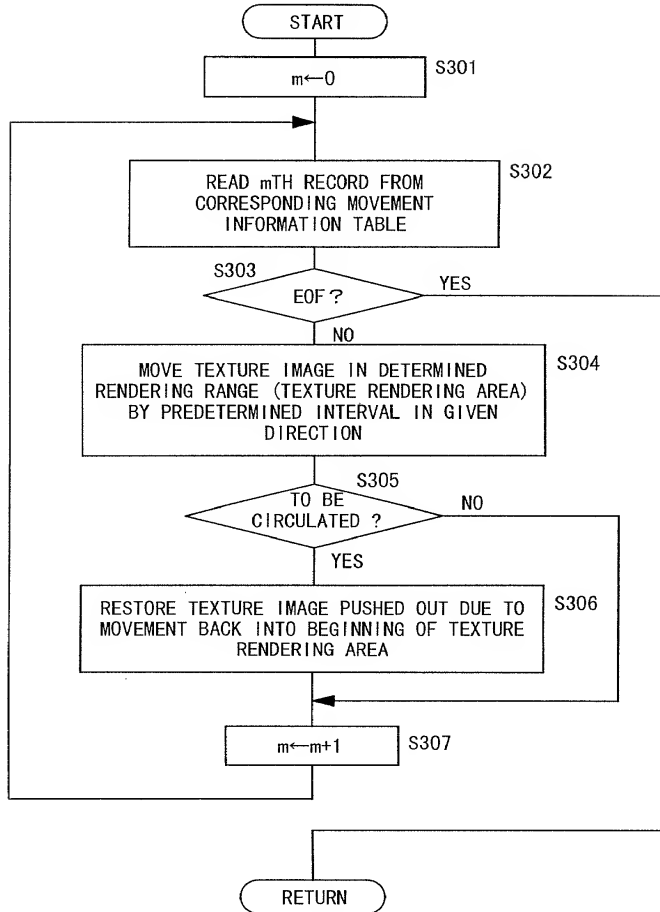 START
S301
m←0
S302
READ mTH RECORD FROM
CORRESPONDING MOVEMENT
INFORMATION TABLE
S303
EOF?
YES
NO
S304
MOVE TEXTURE IMAGE IN DETERMINED
RENDERING RANGE (TEXTURE RENDERING AREA)
BY PREDETERMINED INTERVAL IN GIVEN
DIRECTION
S305
TO BE
CIRCULATED ?
NO
YES
S306
RESTORE TEXTURE IMAGE PUSHED OUT DUE TO
MOVEMENT BACK INTO BEGINNING OF TEXTURE
RENDERING AREA
m←m+1
S307
RETURN